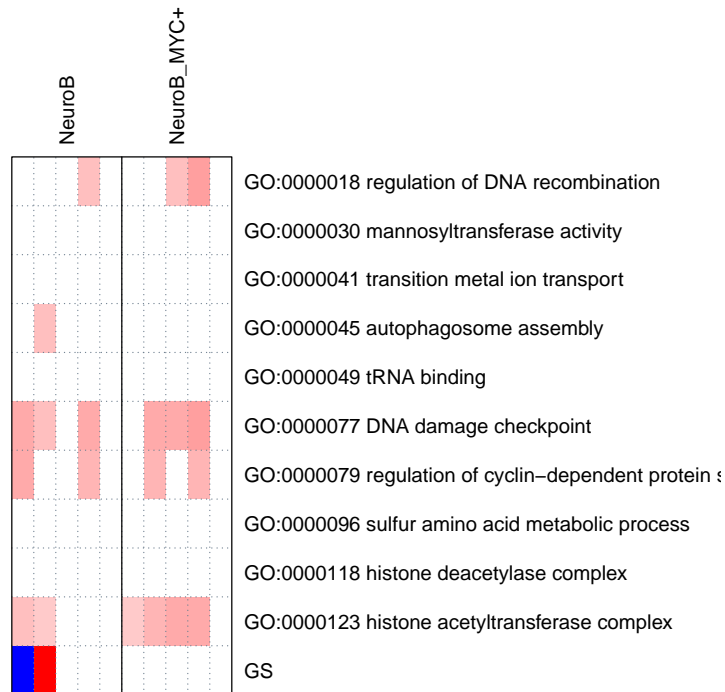 NeuroB
NeuroB_MYC+
GO:0000018 regulation of DNA recombination
GO:0000030 mannosyltransferase activity
GO:0000041 transition metal ion transport
GO:0000045 autophagosome assembly
GO:0000049 tRNA binding
GO:0000077 DNA damage checkpoint
GO:0000079 regulation of cyclin−dependent protein s
GO:0000096 sulfur amino acid metabolic process
GO:0000118 histone deacetylase complex
GO:0000123 histone acetyltransferase complex
GS